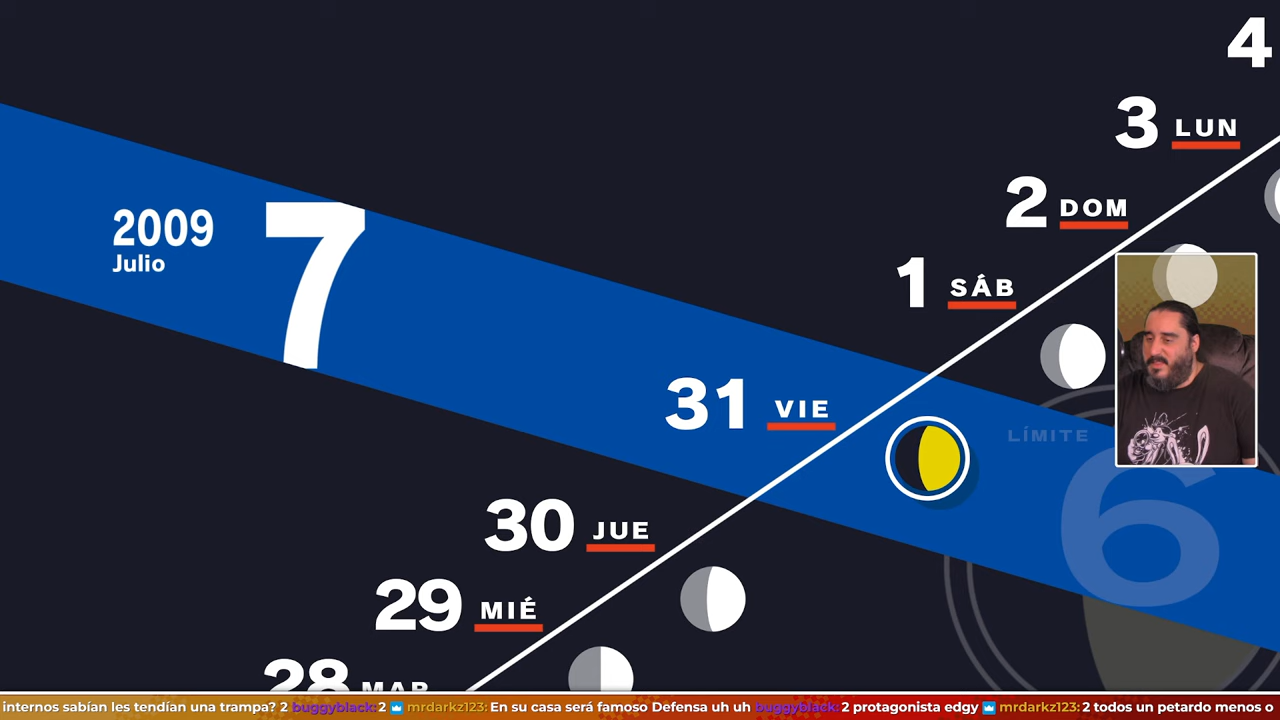 4
3 LUN
2 DOM
2009
Julio
7
1 SÁB
31 VIE
LÍMITE
6
30 JUE
29 MIÉ
28 MAR
internos sabían les tendían una trampa? 2 buggyblack: 2 mrdarkz123: En su casa será famoso Defensa uh uh buggyblack: 2 protagonista edgy mrdarkz123: 2 todos un petardo menos o